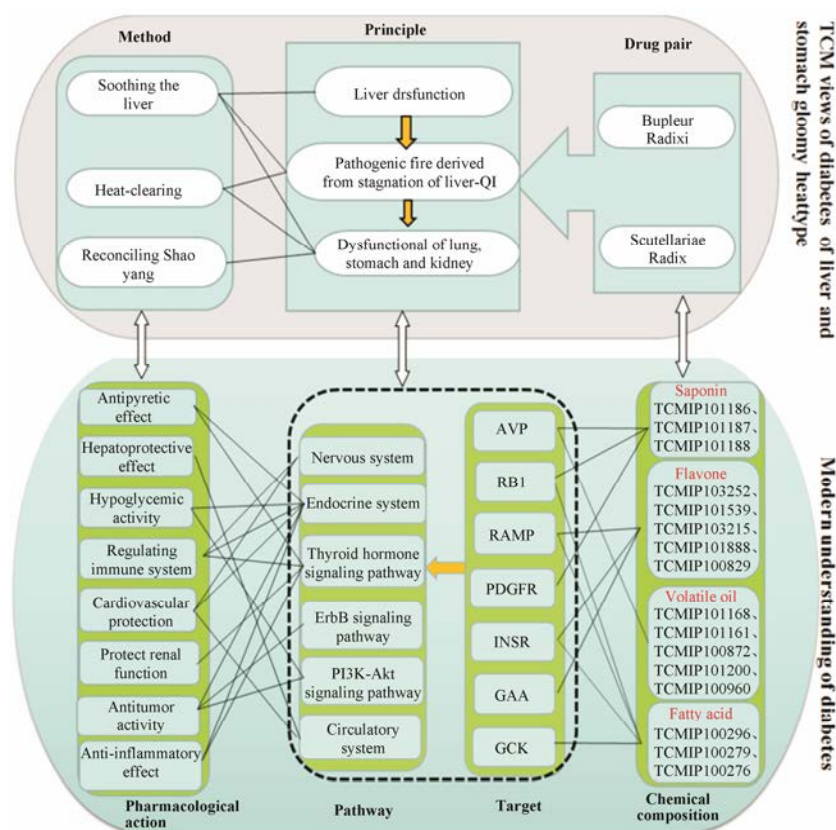 Method
Principle
Drug pair
Soothing
the liver
Heat-clearing
Reconciling Shao
yang
Liver drsfunction
Pathogenic fire derived
from stagnation of liver-QI
Dysfunctional of lung,
stomach and kidney
Bupleur
Radixi
Scutellariae
Radix
TCM views of diabetes of liver and
stomach gloomy heattype
Antipyretic
effect
Hepatoprotective
effect
Hypoglycemic
activity
Regulating
immune system
Cardiovascular
protection
Protect renal
function
Antitumor
activity
Anti-inflammatory
effect
Pharmacological
action
Nervous system
Endocrine system
Thyroid hormone
signaling pathway
ErbB signaling
pathway
PI3K-Akt
signaling pathway
Circulatory
system
Pathway
AVP
RB1
RAMP
PDGFR
INSR
GAA
GCK
Target
Saponin
TCMIP101186、
TCMIP101187、
TCMIP101188
Flavone
TCMIP103252、
TCMIP101539、
TCMIP103215、
TCMIP101888、
TCMIP100829
Volatile oil
TCMIP101168、
TCMIP101161、
TCMIP100872、
TCMIP101200、
TCMIP100960
Fatty acid
TCMIP100296、
TCMIP100279、
TCMIP100276
Chemical
composition
Modern understanding of diabetes